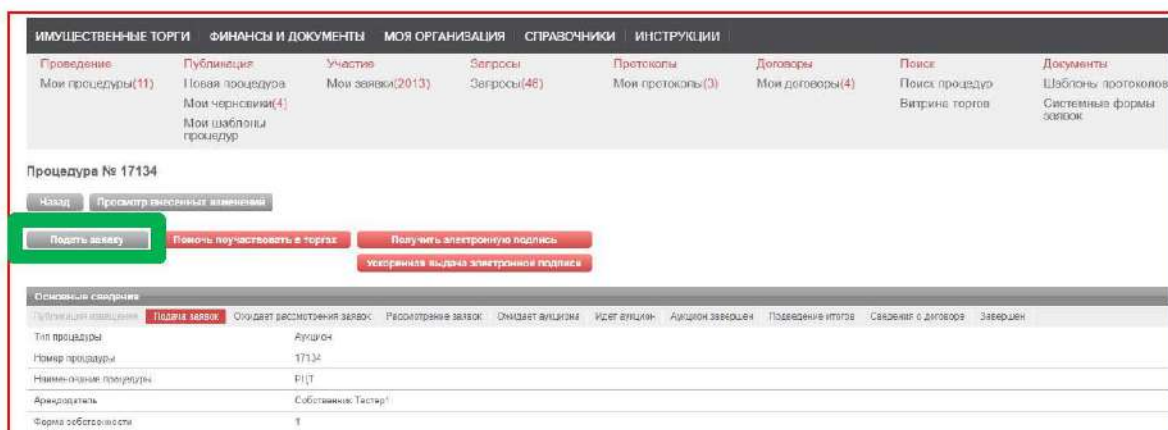 ИМУЩЕСТВЕННЫЕ ТОРГИ ФИНАНСЫ И ДОКУМЕНТЫ МОЯ ОРГАНИЗАЦИЯ СПРАВОЧНИКИ ИНСТРУКЦИИ
Проведение Публикация Участие Запросы Протоколы Договоры Поиск Документы
Мои процедуры(11) Новая процедура Мои заявки(2013) Запросы(46) Мои протоколы(3) Мои договоры(4) Поиск процедур Шаблоны протоколов
Мои черновики(4) Витрина торгов Системные формы
Мои шаблоны заявок
процедур
Процедура № 17134
Назад Просмотр внесенных изменений
Подать заявку Помочь поучаствовать в торгах Получить электронную подпись
Ускоренная выдача электронной подписи
Основные сведения
Публикация извещения Подача заявок Ожидает рассмотрения заявок Рассмотрение заявок Ожидает аукциона Идет аукцион Аукцион завершен Подведение итогов Сведения о договоре Завершен
Тип процедуры Аукцион
Номер процедуры 17134
Наименование процедуры
Арендодатель Собственник Тестер1
Форма собственности